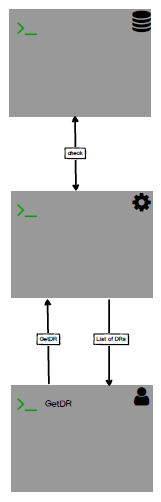 >_
check
>_
GetDR
List of DRs
>_ GetDR